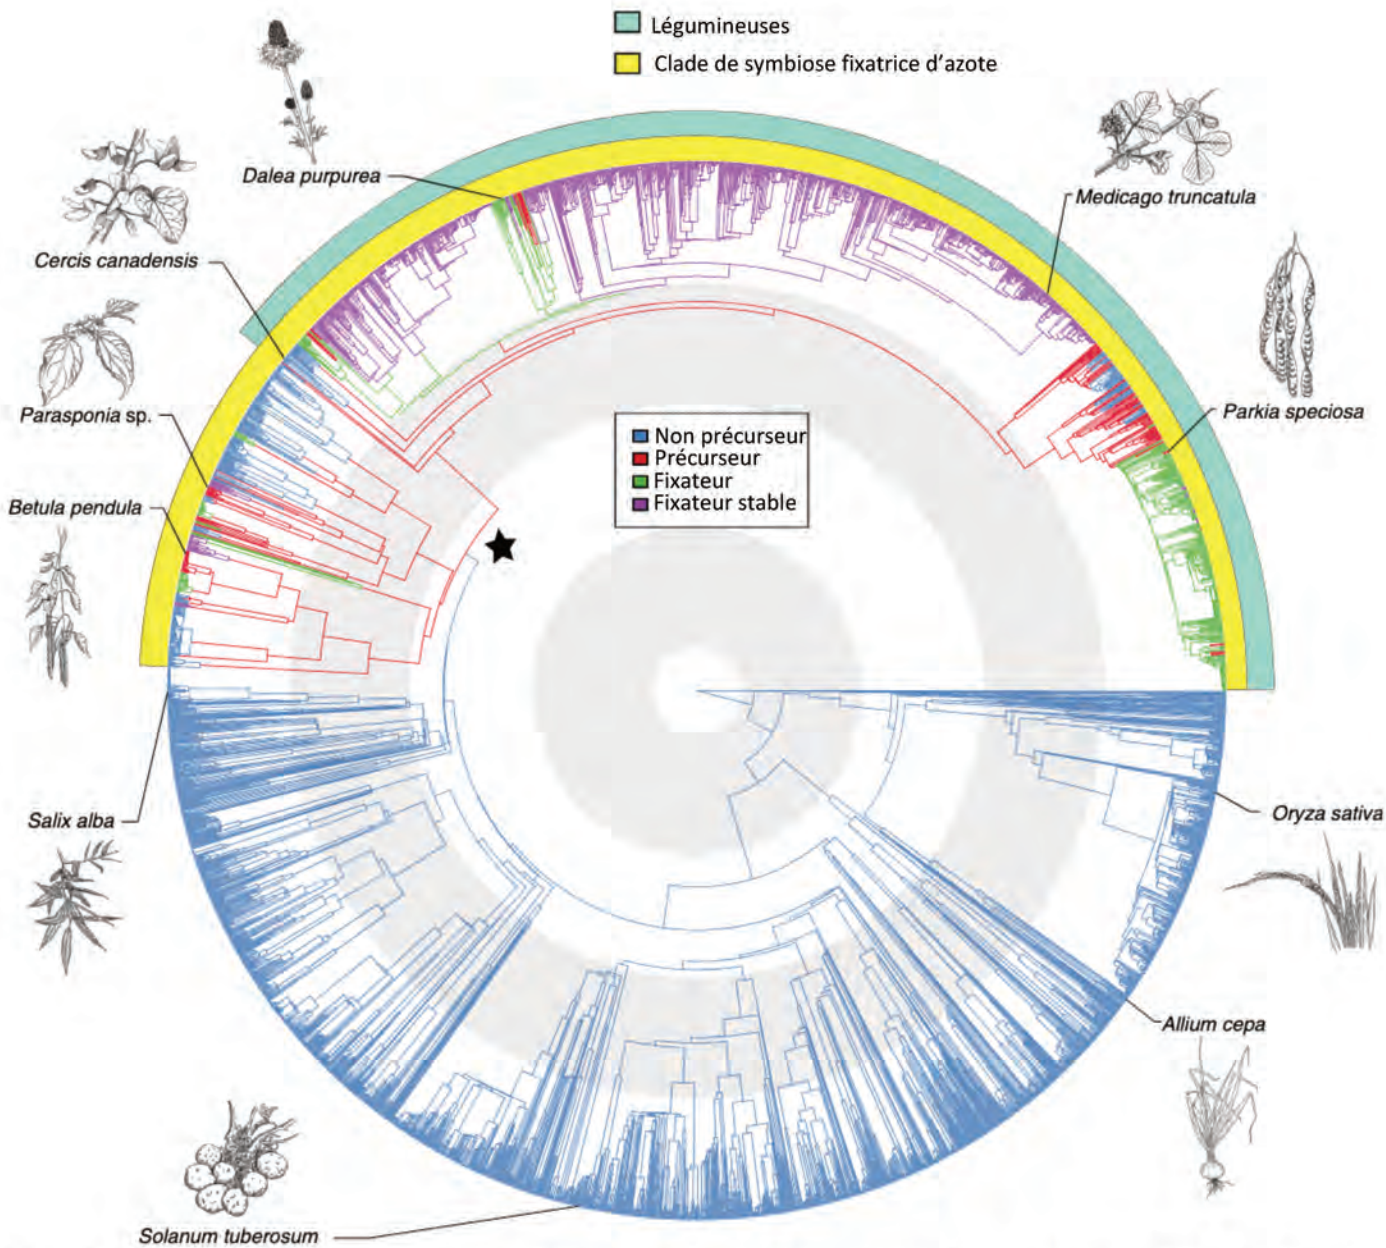 Légumineuses
Clade de symbiose fixatrice d'azote
Dalea purpurea
Medicago truncatula
Cercis canadensis
Parasponia sp.
Parkia speciosa
Non précurseur
Précurseur
Fixateur
Fixateur stable
Betula pendula
Salix alba
Oryza sativa
Allium cepa
Solanum tuberosum